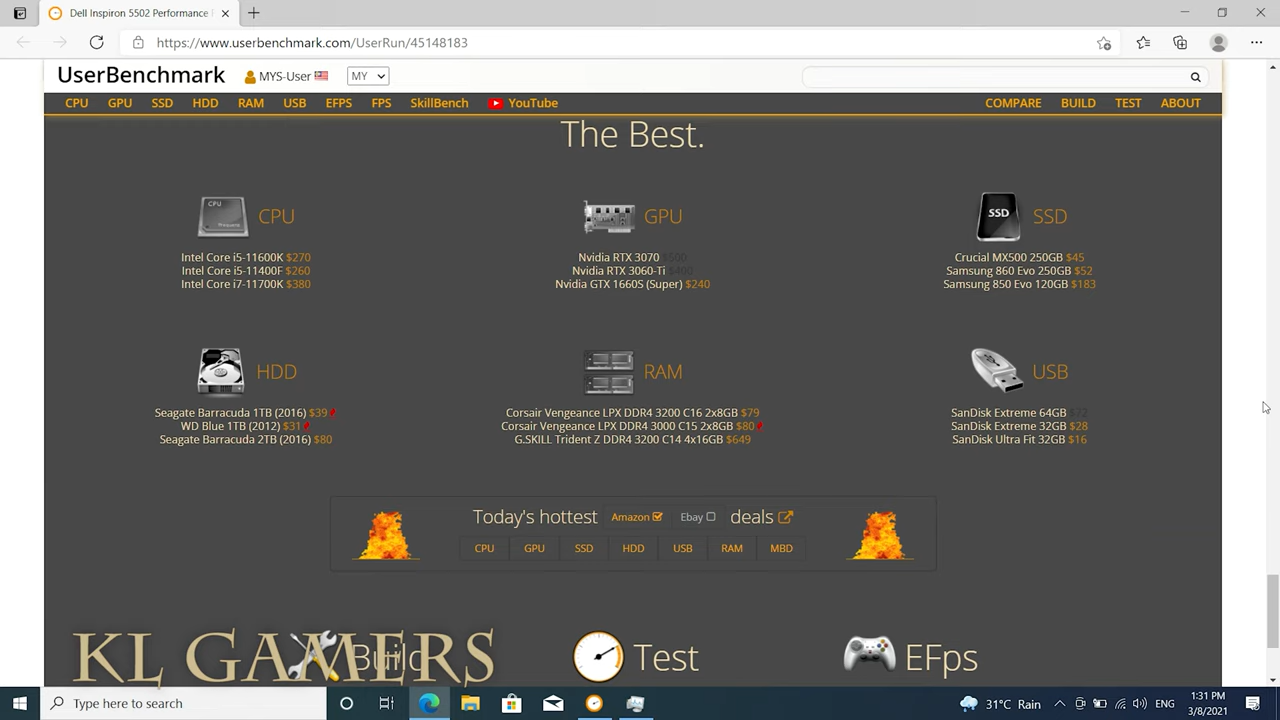 Dell Inspiron 5502 Performance
https://www.userbenchmark.com/UserRun/45148183
UserBenchmark
MYS-User
MY
CPU GPU SSD HDD RAM USB EFPS FPS SkillBench YouTube
COMPARE BUILD TEST ABOUT
The Best.
CPU
Intel Core i5-11600K $270
Intel Core i5-11400F $260
Intel Core i7-11700K $380
GPU
Nvidia RTX 3070 $500
Nvidia RTX 3060-Ti $400
Nvidia GTX 1660S (Super) $240
SSD
Crucial MX500 250GB $45
Samsung 860 Evo 250GB $52
Samsung 850 Evo 120GB $183
HDD
Seagate Barracuda 1TB (2016) $39
WD Blue 1TB (2012) $31
Seagate Barracuda 2TB (2016) $80
RAM
Corsair Vengeance LPX DDR4 3200 C16 2x8GB $79
Corsair Vengeance LPX DDR4 3000 C15 2x8GB $80
G.SKILL Trident Z DDR4 3200 C14 4x16GB $649
USB
SanDisk Extreme 64GB $72
SanDisk Extreme 32GB $28
SanDisk Ultra Fit 32GB $16
Today's hottest Amazon Ebay deals
CPU GPU SSD HDD USB RAM MBD
Build
Test
EFps
KL GAMERS
Type here to search
31°C Rain
1:31 PM
3/8/2021